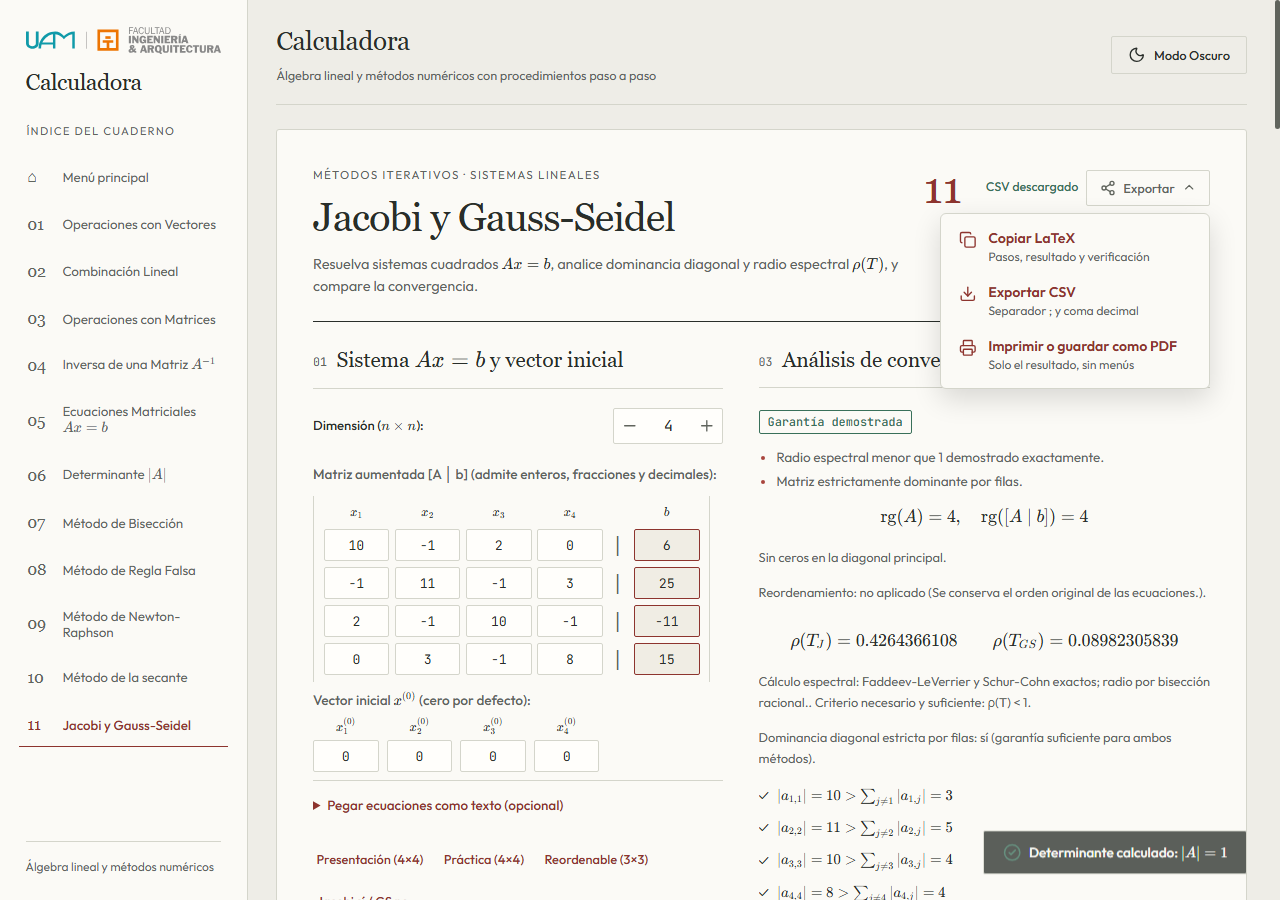 UAM
FACULTAD
INGENIERÍA
& ARQUITECTURA
Calculadora
ÍNDICE DEL CUADERNO
⌂ Menú principal
01 Operaciones con Vectores
02 Combinación Lineal
03 Operaciones con Matrices
04 Inversa de una Matriz A⁻¹
05 Ecuaciones Matriciales
Ax = b
06 Determinante |A|
07 Método de Bisección
08 Método de Regla Falsa
09 Método de Newton-
Raphson
10 Método de la secante
11 Jacobi y Gauss-Seidel
Álgebra lineal y métodos numéricos
Calculadora
Álgebra lineal y métodos numéricos con procedimientos paso a paso
Modo Oscuro
MÉTODOS ITERATIVOS · SISTEMAS LINEALES
Jacobi y Gauss-Seidel
Resuelva sistemas cuadrados Ax = b, analice dominancia diagonal y radio espectral ρ(T), y
compare la convergencia.
11
CSV descargado
Exportar
Copiar LaTeX
Pasos, resultado y verificación
Exportar CSV
Separador ; y coma decimal
Imprimir o guardar como PDF
Solo el resultado, sin menús
01 Sistema Ax = b y vector inicial
Dimensión (n × n):
− 4 +
Matriz aumentada [A | b] (admite enteros, fracciones y decimales):
x₁ x₂ x₃ x₄ b
10 -1 2 0 | 6
-1 11 -1 3 | 25
2 -1 10 -1 | -11
0 3 -1 8 | 15
Vector inicial x⁽⁰⁾ (cero por defecto):
x₁⁽⁰⁾ x₂⁽⁰⁾ x₃⁽⁰⁾ x₄⁽⁰⁾
0 0 0 0
▶ Pegar ecuaciones como texto (opcional)
Presentación (4×4) Práctica (4×4) Reordenable (3×3)
03 Análisis de conve
Garantía demostrada
• Radio espectral menor que 1 demostrado exactamente.
• Matriz estrictamente dominante por filas.
rg(A) = 4, rg([A | b]) = 4
Sin ceros en la diagonal principal.
Reordenamiento: no aplicado (Se conserva el orden original de las ecuaciones.).
ρ(T_J) = 0.4264366108 ρ(T_GS) = 0.08982305839
Cálculo espectral: Faddeev-LeVerrier y Schur-Cohn exactos; radio por bisección
racional.. Criterio necesario y suficiente: ρ(T) < 1.
Dominancia diagonal estricta por filas: sí (garantía suficiente para ambos
métodos).
✓ |a₁,₁| = 10 > ∑_{j≠1} |a₁,j| = 3
✓ |a₂,₂| = 11 > ∑_{j≠2} |a₂,j| = 5
✓ |a₃,₃| = 10 > ∑_{j≠3} |a₃,j| = 4
✓ |a₄,₄| = 8 > ∑_{j≠4} |a₄,j| = 4
Determinante calculado: |A| = 1